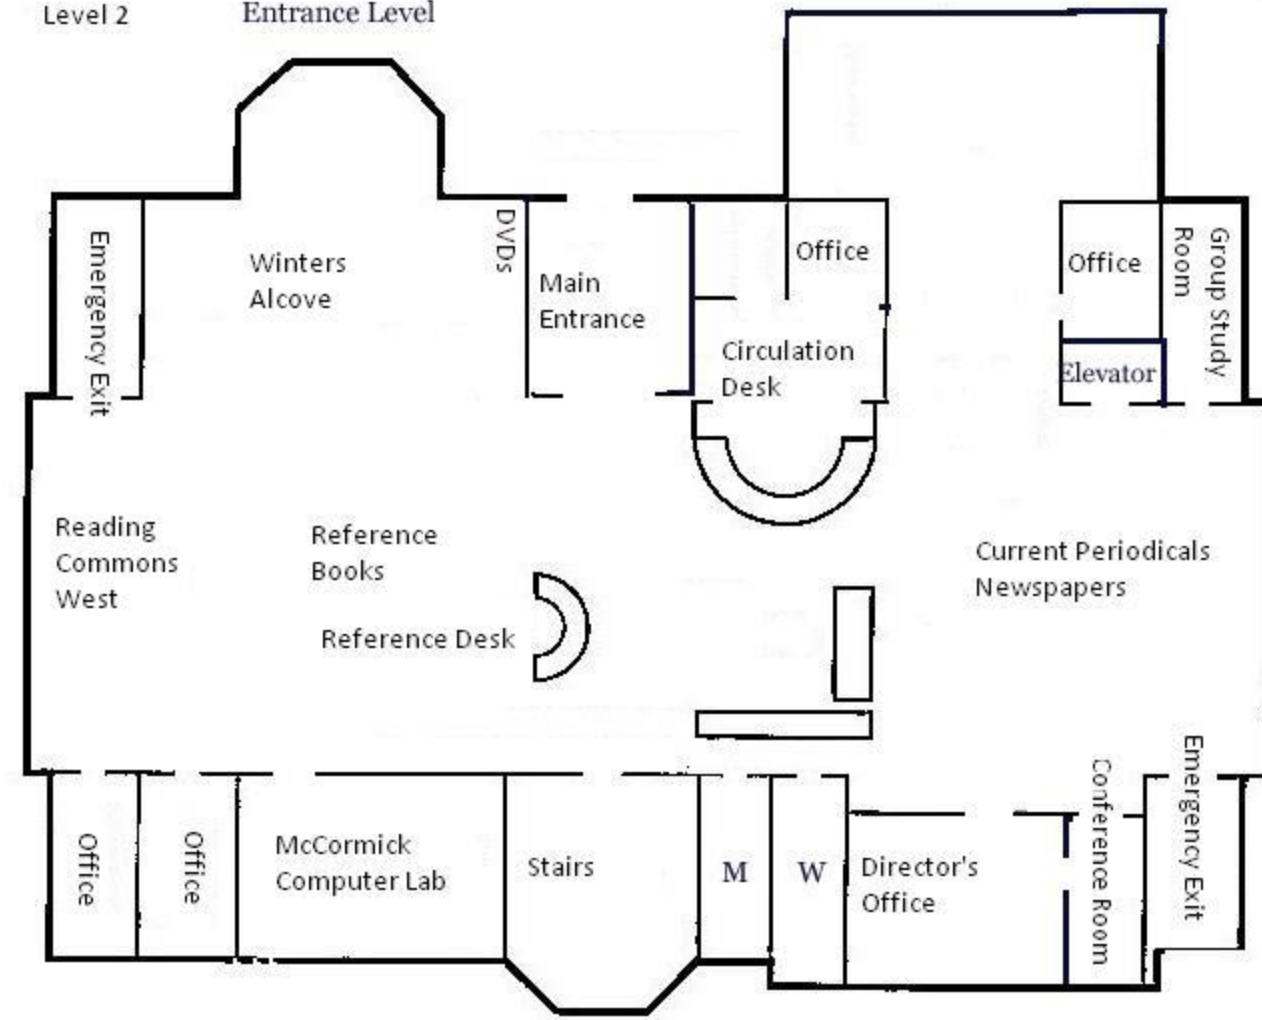 Level 2
Entrance Level
Emergency Exit
Winters
Alcove
DVDs
Main
Entrance
Office
Circulation
Desk
Office
Elevator
Group Study
Room
Reading
Commons
West
Reference
Books
Reference Desk
Current Periodicals
Newspapers
Office
Office
McCormick
Computer Lab
Stairs
M
W
Director's
Office
Conference Room
Emergency Exit